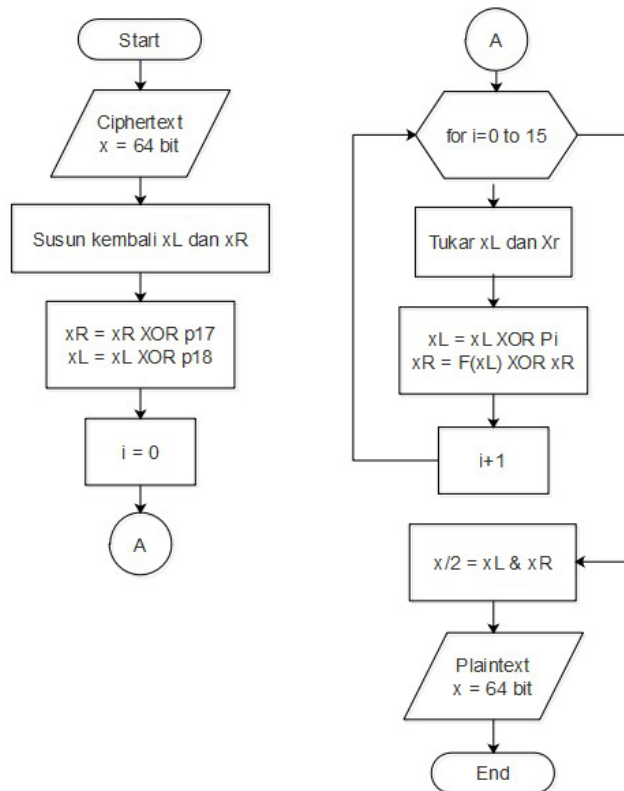 Start
Ciphertext
x = 64 bit
Susun kembali xL dan xR
xR = xR XOR p17
xL = xL XOR p18
i = 0
A
A
for i=0 to 15
Tukar xL dan Xr
xL = xL XOR Pi
xR = F(xL) XOR xR
i+1
x/2 = xL & xR
Plaintext
x = 64 bit
End